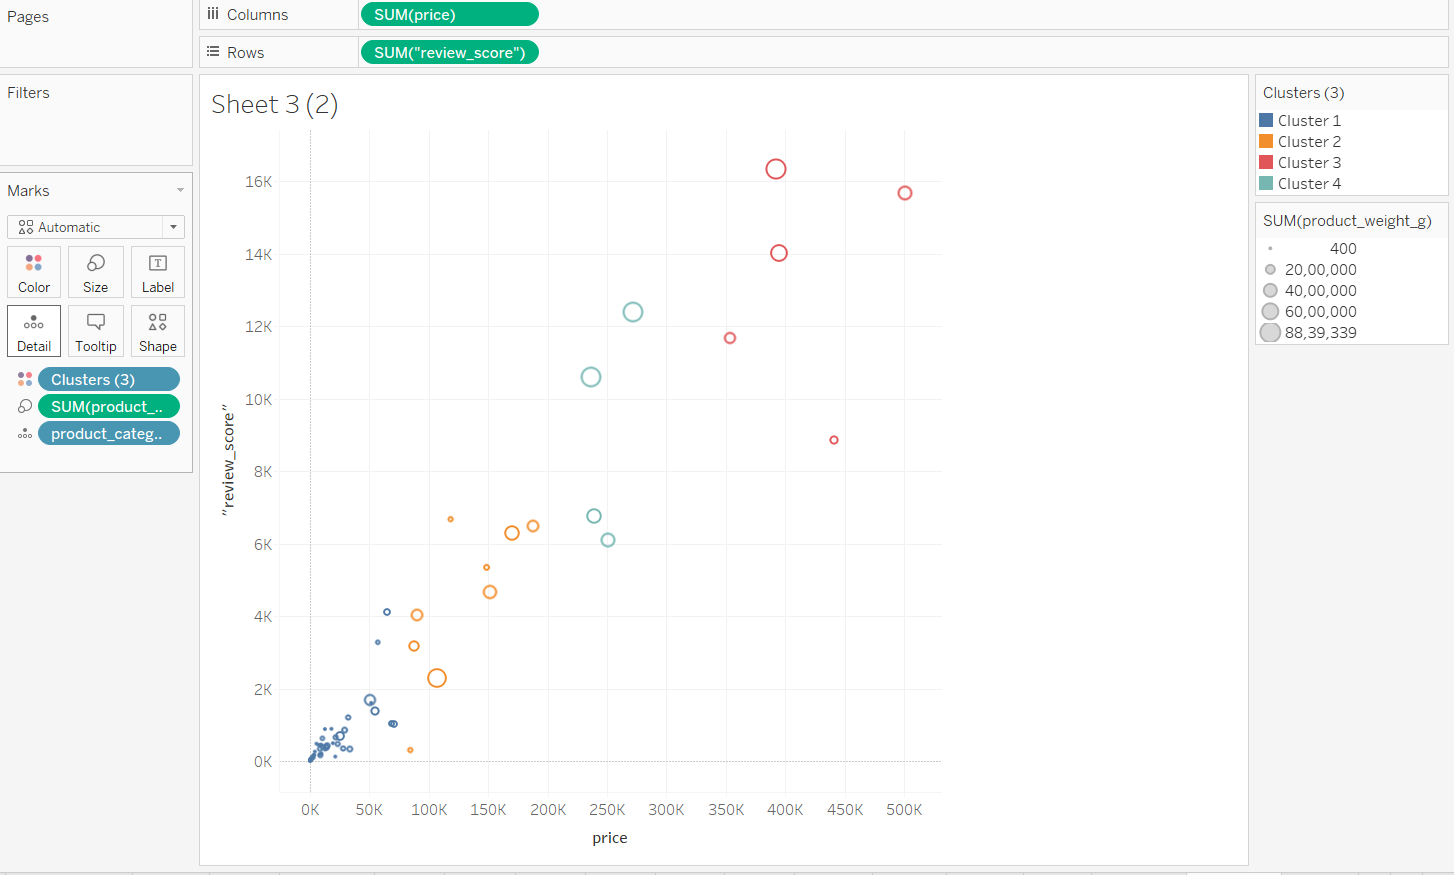 Pages
Columns
SUM(price)
Rows
SUM("review_score")
Filters
Marks
Automatic
Color
Size
Label
Detail
Tooltip
Shape
Clusters (3)
SUM(product_..
product_categ..
Sheet 3 (2)
"review_score"
16K
14K
12K
10K
8K
6K
4K
2K
0K
0K 50K 100K 150K 200K 250K 300K 350K 400K 450K 500K
price
Clusters (3)
Cluster 1
Cluster 2
Cluster 3
Cluster 4
SUM(product_weight_g)
400
20,00,000
40,00,000
60,00,000
88,39,339